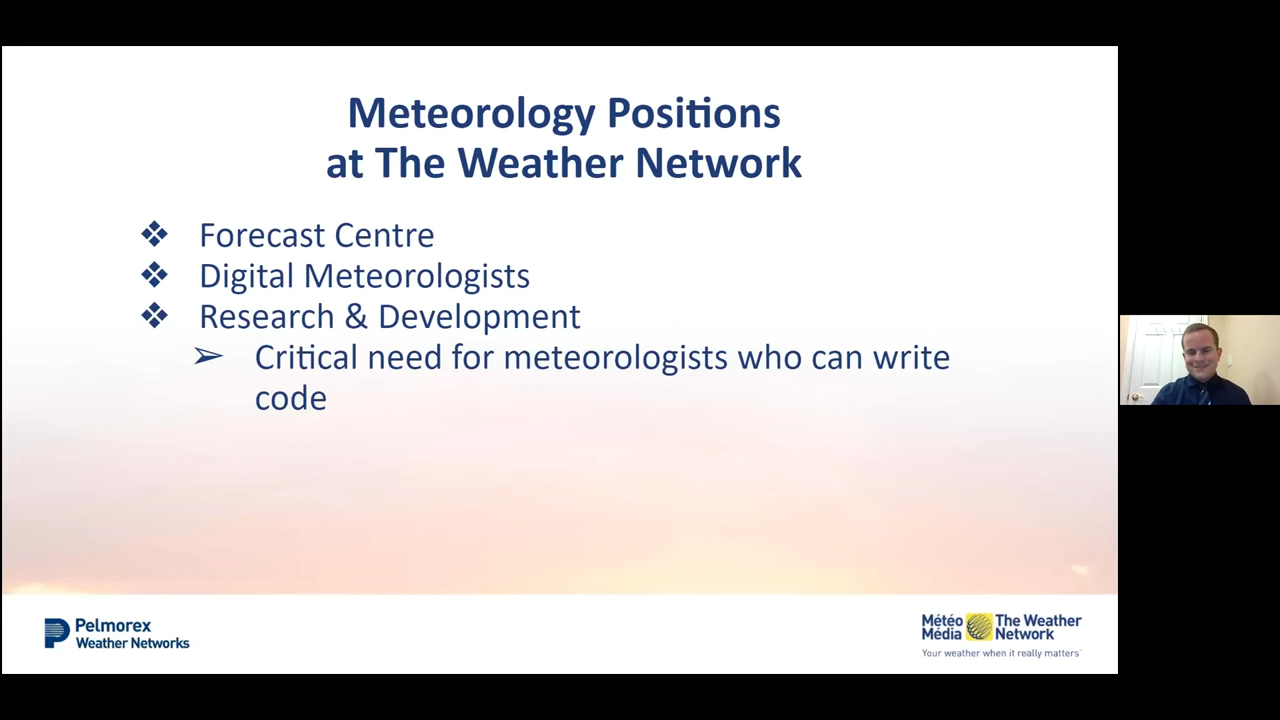 Meteorology Positions
at The Weather Network
❖ Forecast Centre
❖ Digital Meteorologists
❖ Research & Development
➢ Critical need for meteorologists who can write
code
Pelmorex
Weather Networks
Météo
Média
The Weather
Network
Your weather when it really matters™